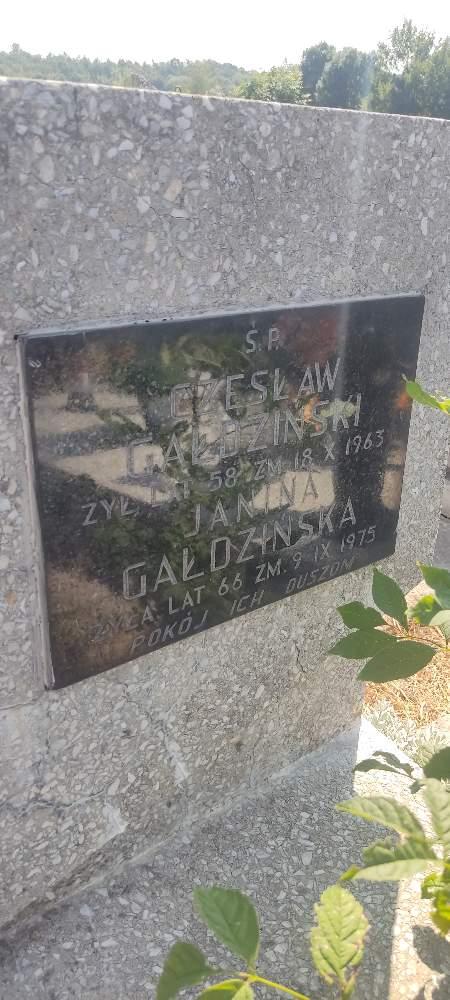 Ś.P.
CZESŁAW
GAŁDZIŃSKI
ŻYŁ LAT 58 ZM. 18 X 1963
JANINA
GAŁDZIŃSKA
ŻYŁA LAT 66 ZM. 9 IX 1975
POKÓJ ICH DUSZOM